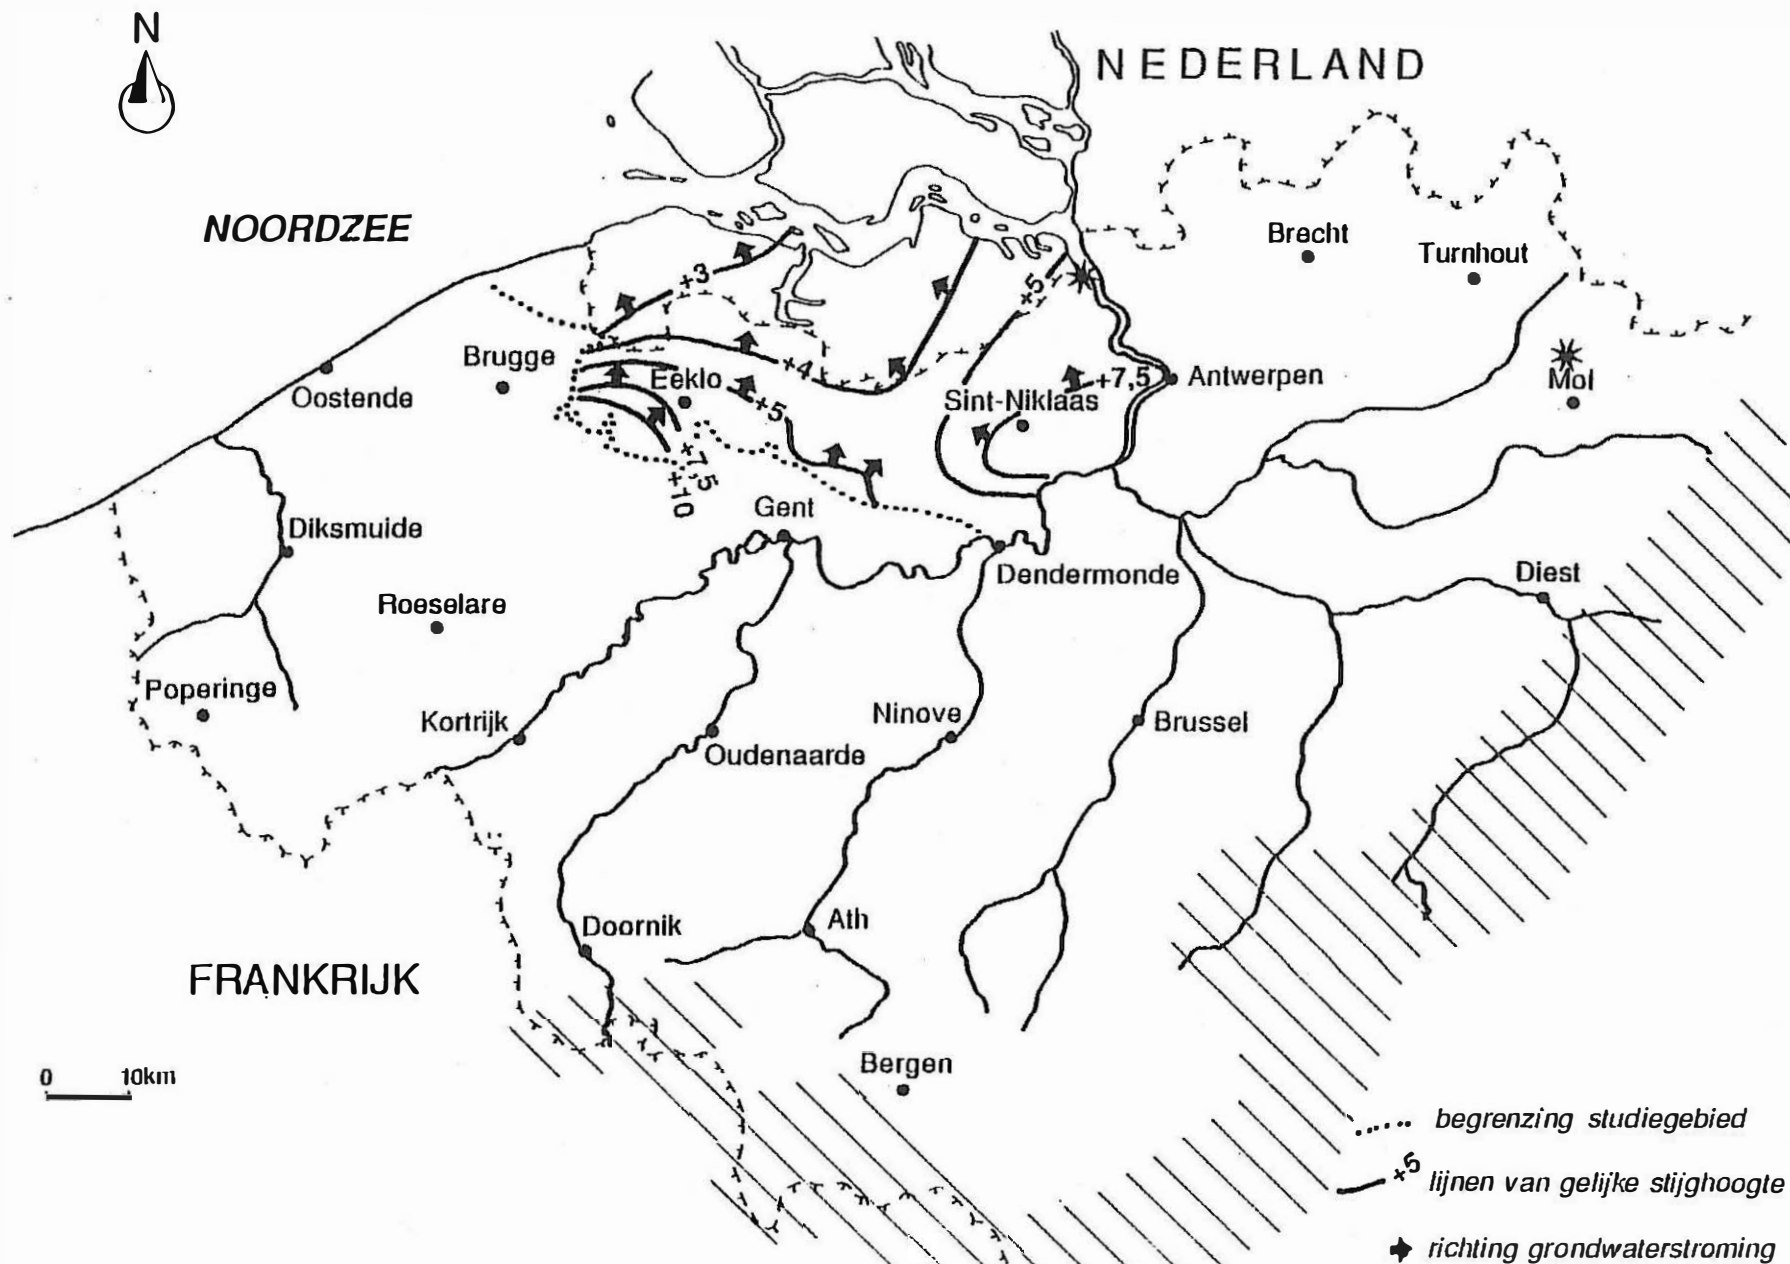 N
NEDERLAND
NOORDZEE
Brecht
Turnhout
+3
+5
Brugge
Eeklo
+4
+7,5
Antwerpen
Mol
Oostende
+5
Sint-Niklaas
+7,5
+10
Gent
Diksmuide
Dendermonde
Diest
Roeselare
Poperinge
Kortrijk
Ninove
Brussel
Oudenaarde
Doornik
Ath
FRANKRIJK
Bergen
0 10km
begrenzing studiegebied
+5 lijnen van gelijke stijghoogte
richting grondwaterstroming